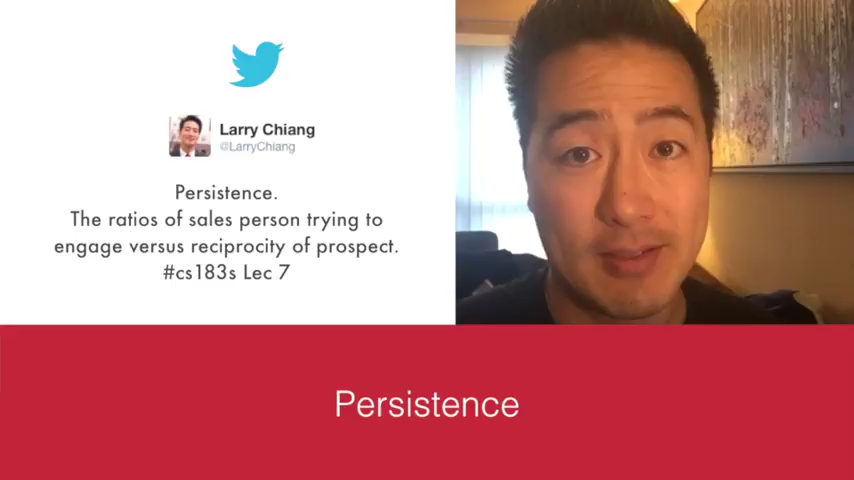 Larry Chiang
@LarryChiang
Persistence.
The ratios of sales person trying to
engage versus reciprocity of prospect.
#cs183s Lec 7
Persistence